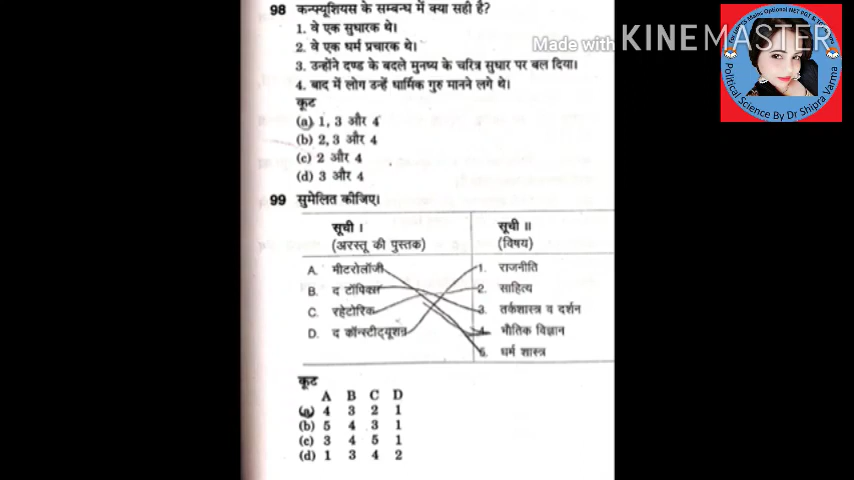 98 कन्फ्यूशियस के सम्बन्ध में क्या सही है?
1. वे एक सुधारक थे।
2. वे एक धर्म प्रचारक थे।
3. उन्होंने दण्ड के बदले मुनष्य के चरित्र सुधार पर बल दिया।
4. बाद में लोग उन्हें धार्मिक गुरु मानने लगे थे।
कूट
(a) 1, 3 और 4
(b) 2, 3 और 4
(c) 2 और 4
(d) 3 और 4
99 सुमेलित कीजिए।
सूची I सूची II
(अरस्तू की पुस्तक) (विषय)
A. मीटरोलॉजी 1. राजनीति
B. द टॉपिक्स 2. साहित्य
C. रहेटोरिक 3. तर्कशास्त्र व दर्शन
D. द कॉन्स्टीट्यूशन 4. भौतिक विज्ञान
5. धर्म शास्त्र
कूट
A B C D
(a) 4 3 2 1
(b) 5 4 3 1
(c) 3 4 5 1
(d) 1 3 4 2
Made with KINEMASTER
Political Science By Dr Shipra Varma